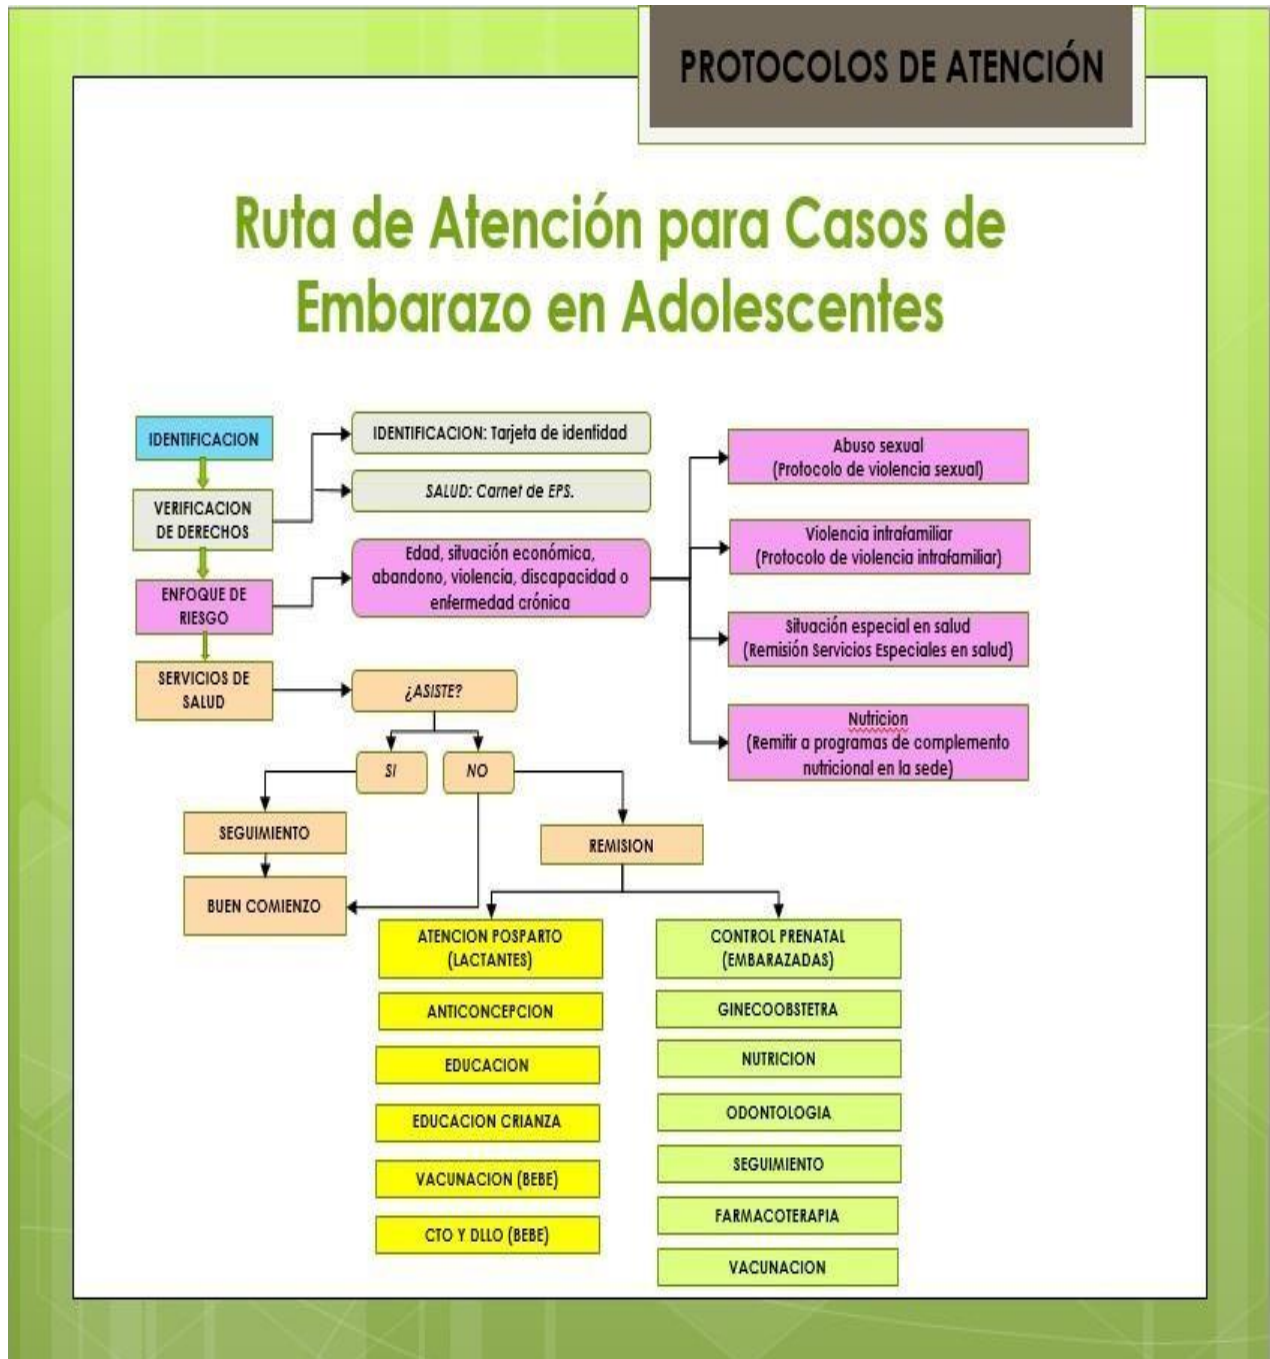 PROTOCOLOS DE ATENCIÓN
Ruta de Atención para Casos de
Embarazo en Adolescentes
IDENTIFICACION
VERIFICACION
DE DERECHOS
ENFOQUE DE
RIESGO
SERVICIOS DE
SALUD
IDENTIFICACION: Tarjeta de identidad
SALUD: Carnet de EPS.
Edad, situación económica,
abandono, violencia, discapacidad o
enfermedad crónica
Abuso sexual
(Protocolo de violencia sexual)
Violencia intrafamiliar
(Protocolo de violencia intrafamiliar)
Situación especial en salud
(Remisión Servicios Especiales en salud)
Nutricion
(Remitir a programas de complemento
nutricional en la sede)
¿ASISTE?
SI
NO
SEGUIMIENTO
BUEN COMIENZO
REMISION
ATENCION POSPARTO
(LACTANTES)
ANTICONCEPCION
EDUCACION
EDUCACION CRIANZA
VACUNACION (BEBE)
CTO Y DLLO (BEBE)
CONTROL PRENATAL
(EMBARAZADAS)
GINECOOBSTETRA
NUTRICION
ODONTOLOGIA
SEGUIMIENTO
FARMACOTERAPIA
VACUNACION